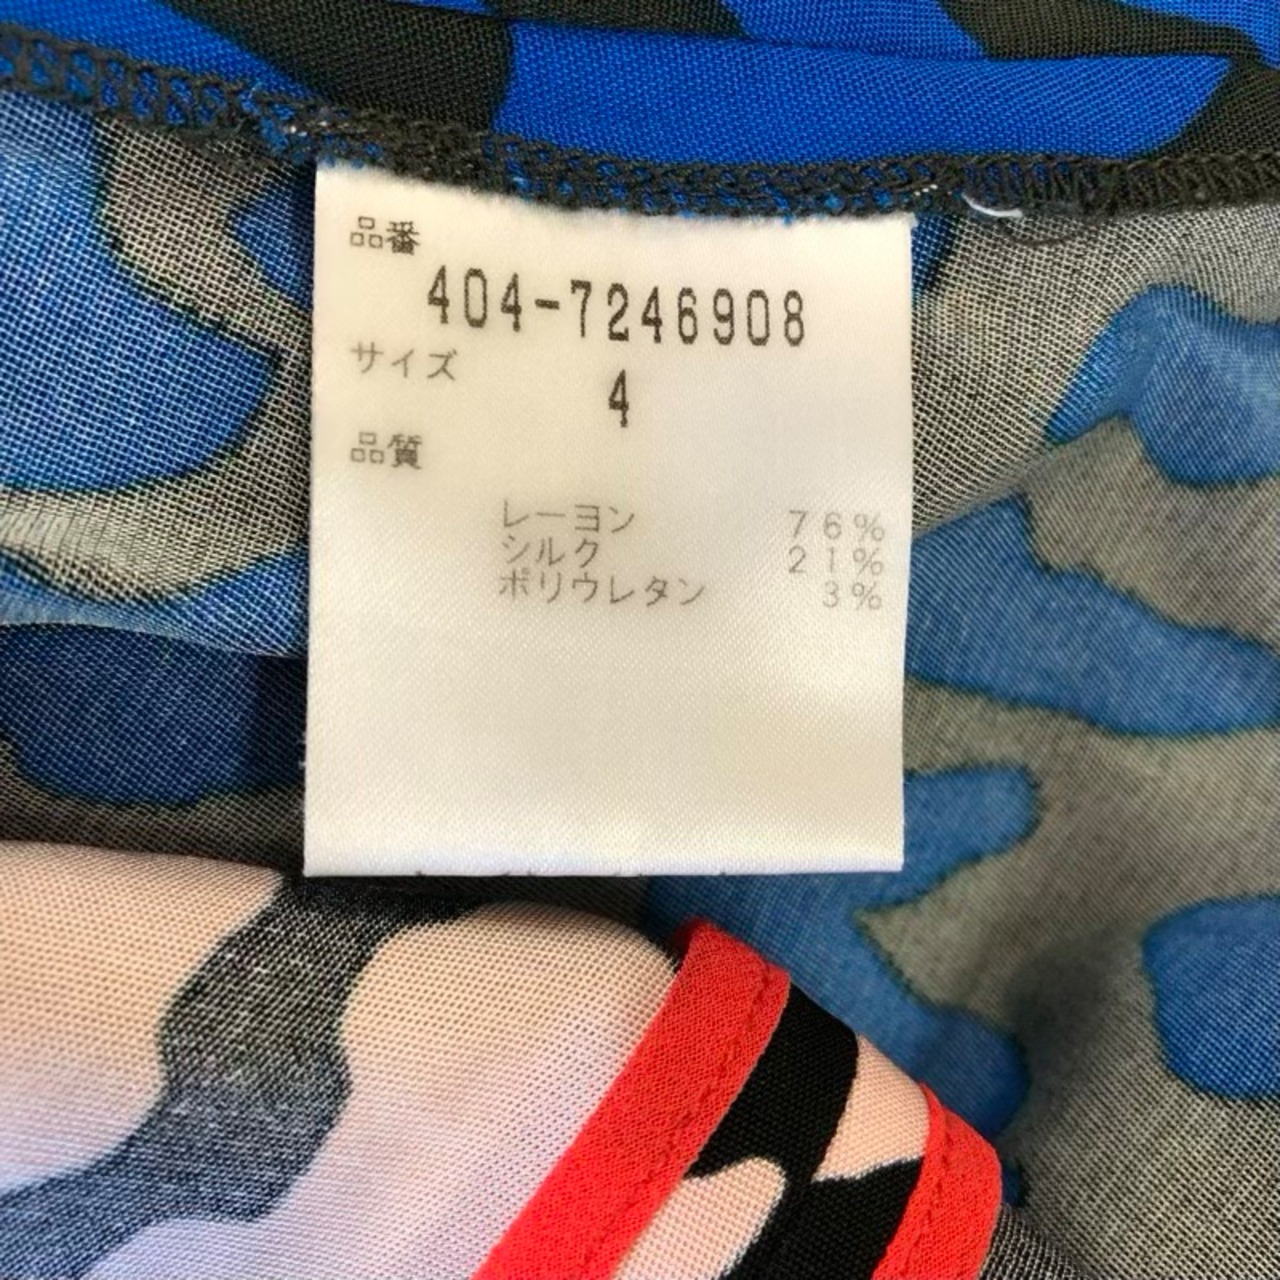 品番
404-7246908
サイズ
4
品質
レーヨン 76%
シルク 21%
ポリウレタン 3%